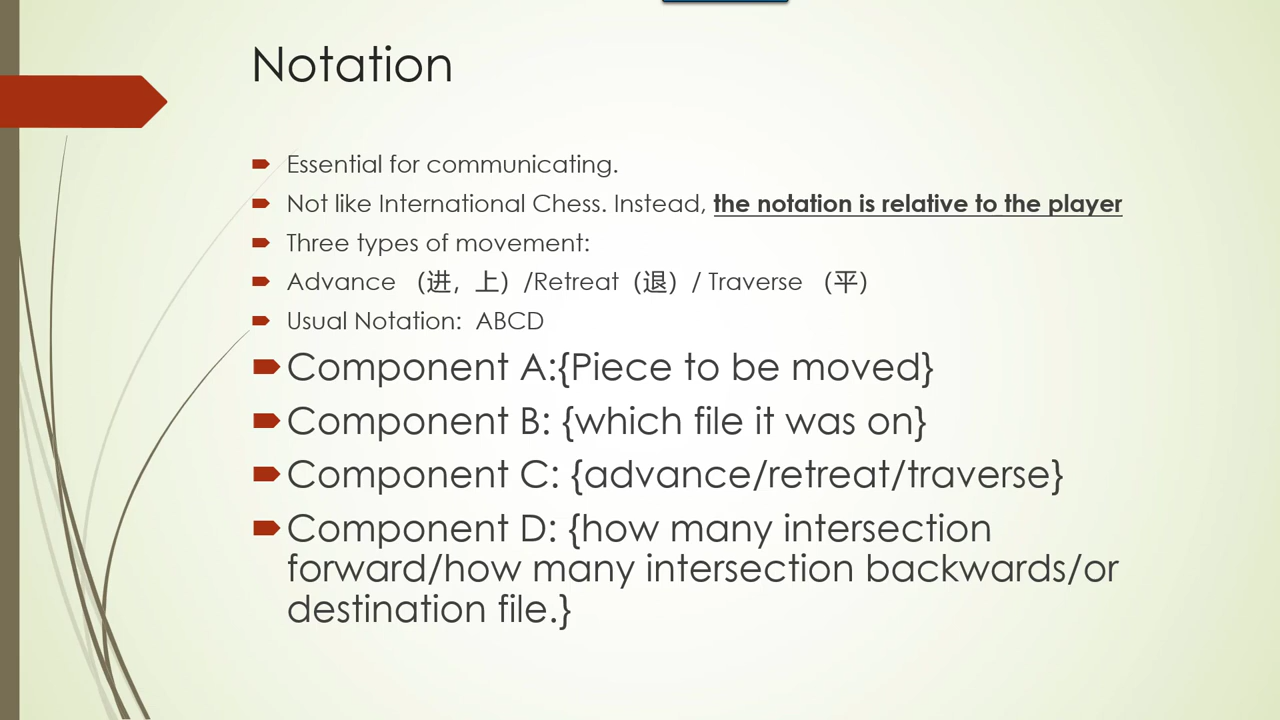 Notation
Essential for communicating.
Not like International Chess. Instead, the notation is relative to the player
Three types of movement:
Advance （进，上）/Retreat（退）/ Traverse （平)
Usual Notation: ABCD
Component A:{Piece to be moved}
Component B: {which file it was on}
Component C: {advance/retreat/traverse}
Component D: {how many intersection
forward/how many intersection backwards/or
destination file.}